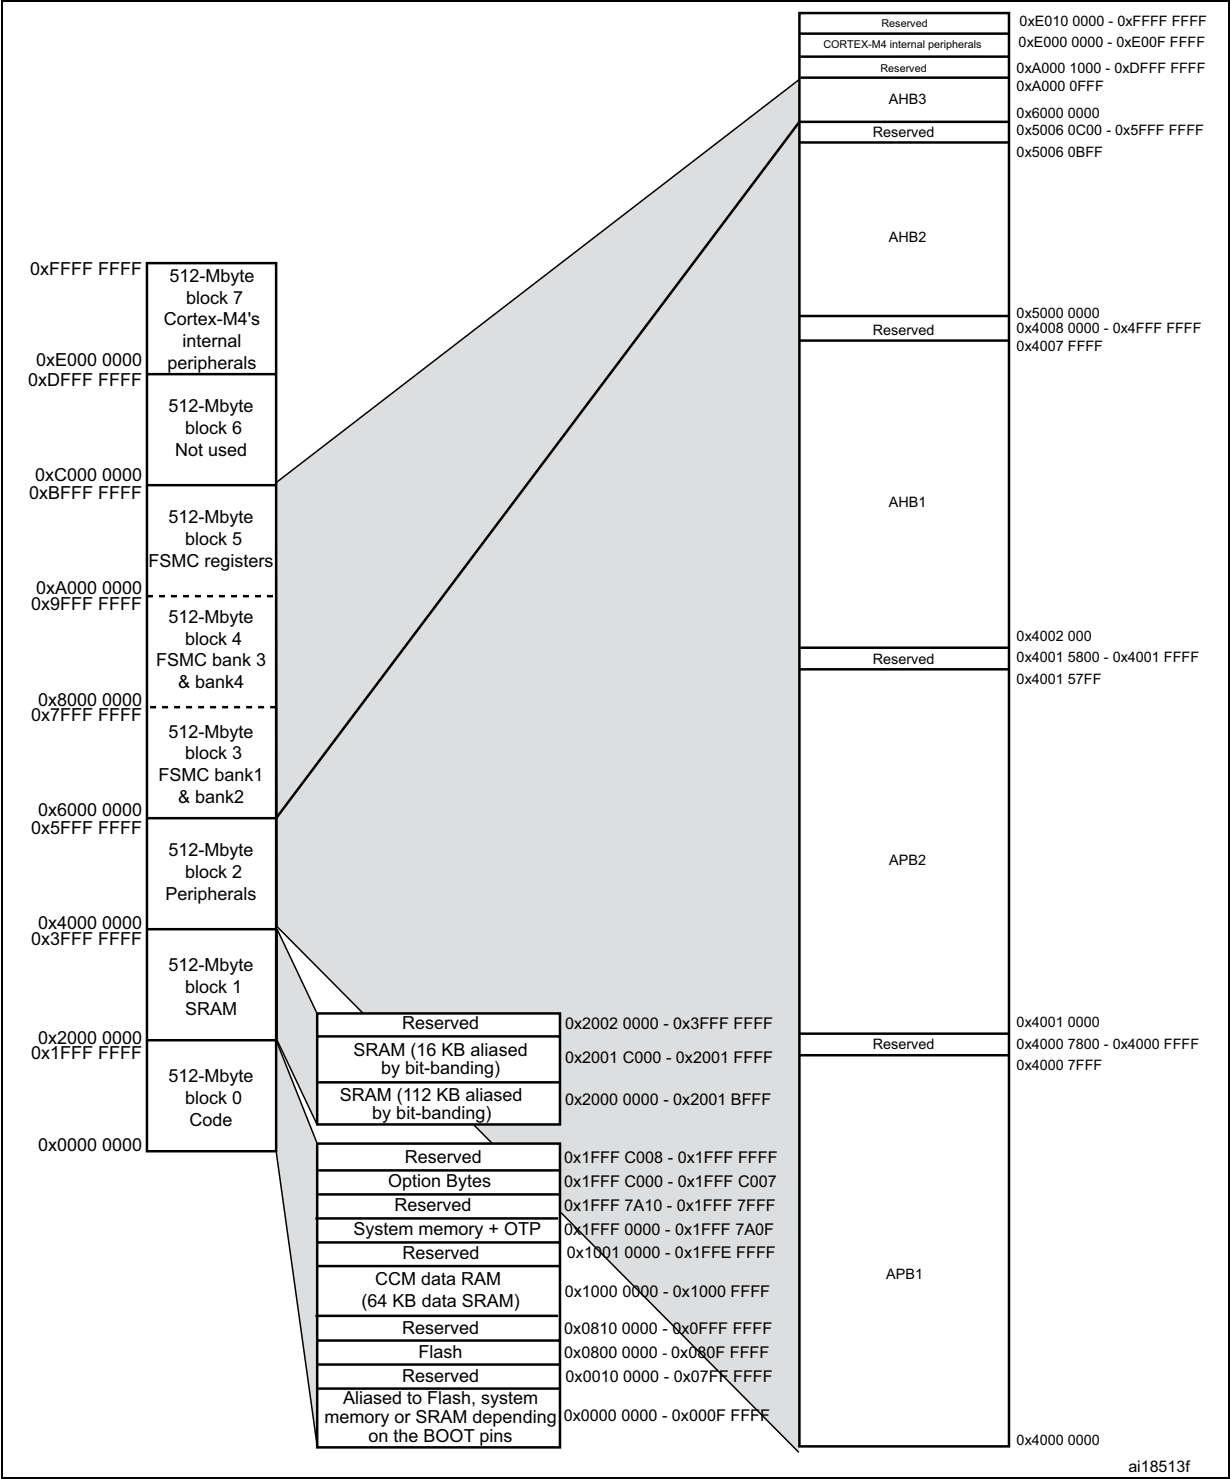 0xFFFF FFFF
512-Mbyte
block 7
Cortex-M4's
internal
peripherals
0xE000 0000
0xDFFF FFFF
512-Mbyte
block 6
Not used
0xC000 0000
0xBFFF FFFF
512-Mbyte
block 5
FSMC registers
0xA000 0000
0x9FFF FFFF
512-Mbyte
block 4
FSMC bank 3
& bank4
0x8000 0000
0x7FFF FFFF
512-Mbyte
block 3
FSMC bank1
& bank2
0x6000 0000
0x5FFF FFFF
512-Mbyte
block 2
Peripherals
0x4000 0000
0x3FFF FFFF
512-Mbyte
block 1
SRAM
0x2000 0000
0x1FFF FFFF
512-Mbyte
block 0
Code
0x0000 0000
Reserved 0x2002 0000 - 0x3FFF FFFF
SRAM (16 KB aliased
by bit-banding) 0x2001 C000 - 0x2001 FFFF
SRAM (112 KB aliased
by bit-banding) 0x2000 0000 - 0x2001 BFFF
Reserved 0x1FFF C008 - 0x1FFF FFFF
Option Bytes 0x1FFF C000 - 0x1FFF C007
Reserved 0x1FFF 7A10 - 0x1FFF 7FFF
System memory + OTP 0x1FFF 0000 - 0x1FFF 7A0F
Reserved 0x1001 0000 - 0x1FFE FFFF
CCM data RAM
(64 KB data SRAM) 0x1000 0000 - 0x1000 FFFF
Reserved 0x0810 0000 - 0x0FFF FFFF
Flash 0x0800 0000 - 0x080F FFFF
Reserved 0x0010 0000 - 0x07FF FFFF
Aliased to Flash, system
memory or SRAM depending
on the BOOT pins 0x0000 0000 - 0x000F FFFF
Reserved 0xE010 0000 - 0xFFFF FFFF
CORTEX-M4 internal peripherals 0xE000 0000 - 0xE00F FFFF
Reserved 0xA000 1000 - 0xDFFF FFFF
0xA000 0FFF
AHB3
0x6000 0000
Reserved 0x5006 0C00 - 0x5FFF FFFF
0x5006 0BFF
AHB2
0x5000 0000
Reserved 0x4008 0000 - 0x4FFF FFFF
0x4007 FFFF
AHB1
0x4002 000
Reserved 0x4001 5800 - 0x4001 FFFF
0x4001 57FF
APB2
0x4001 0000
Reserved 0x4000 7800 - 0x4000 FFFF
0x4000 7FFF
APB1
0x4000 0000
ai18513f